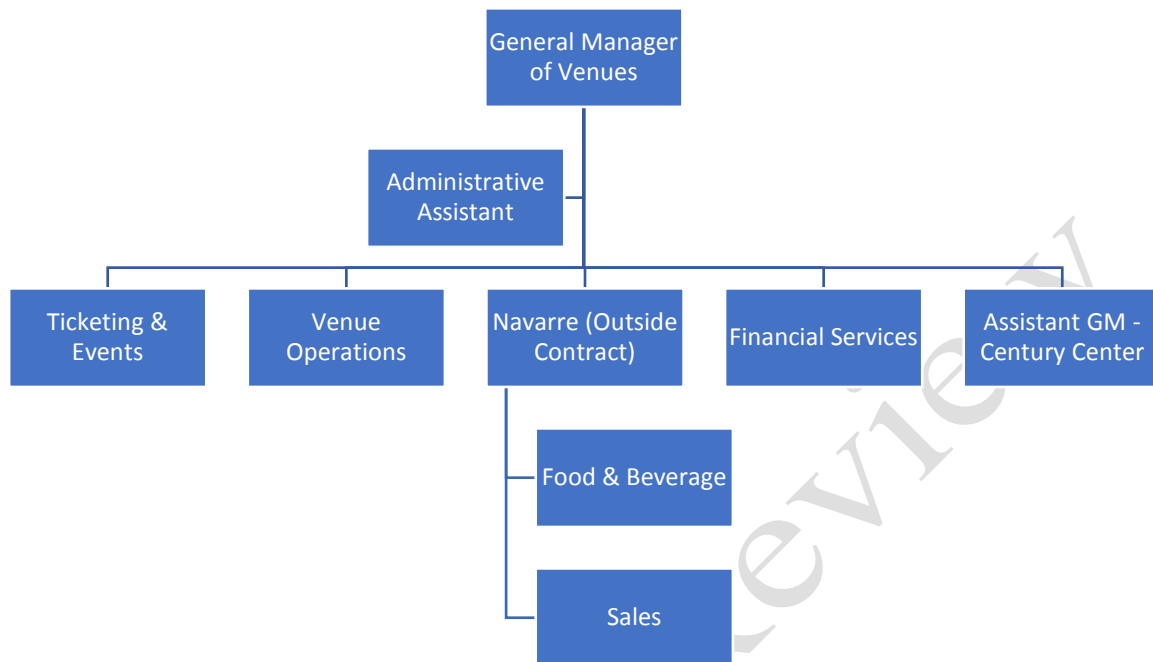 General Manager
of Venues
Administrative
Assistant
Ticketing &
Events
Venue
Operations
Navarre (Outside
Contract)
Financial Services
Assistant GM -
Century Center
Food & Beverage
Sales
Review